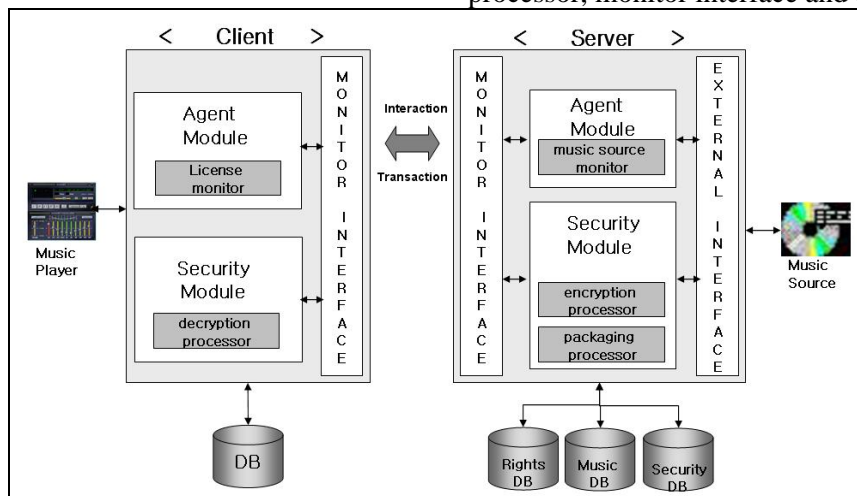 processor, monitor interface and
< Client >
< Server >
Agent
Module
License
monitor
Security
Module
decryption
processor
MONITOR INTERFACE
Interaction
Transaction
MONITOR INTERFACE
Agent
Module
music source
monitor
Security
Module
encryption
processor
packaging
processor
EXTERNAL INTERFACE
Music
Player
Music
Source
DB
Rights
DB
Music
DB
Security
DB